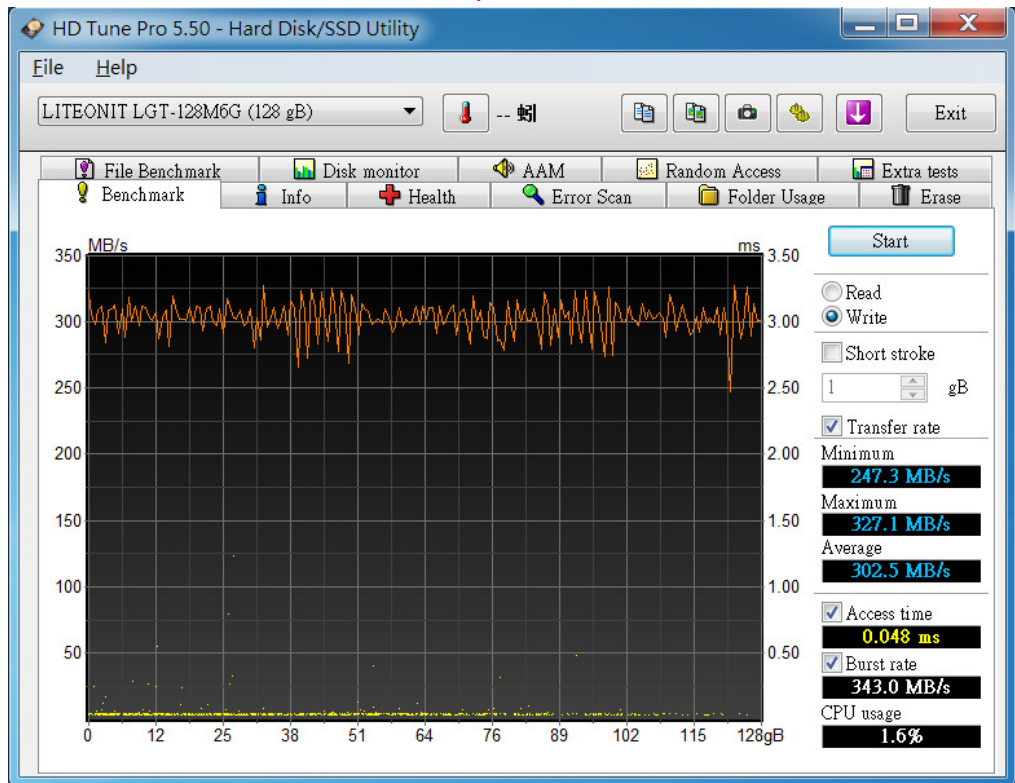 HD Tune Pro 5.50 - Hard Disk/SSD Utility
File Help
LITEONIT LGT-128M6G (128 gB)
-- 蚓
Exit
File Benchmark Disk monitor AAM Random Access Extra tests
Benchmark Info Health Error Scan Folder Usage Erase
MB/s ms
350 3.50
300 3.00
250 2.50
200 2.00
150 1.50
100 1.00
50 0.50
0 12 25 38 51 64 76 89 102 115 128gB
Start
Read
Write
Short stroke
1 gB
Transfer rate
Minimum
247.3 MB/s
Maximum
327.1 MB/s
Average
302.5 MB/s
Access time
0.048 ms
Burst rate
343.0 MB/s
CPU usage
1.6%